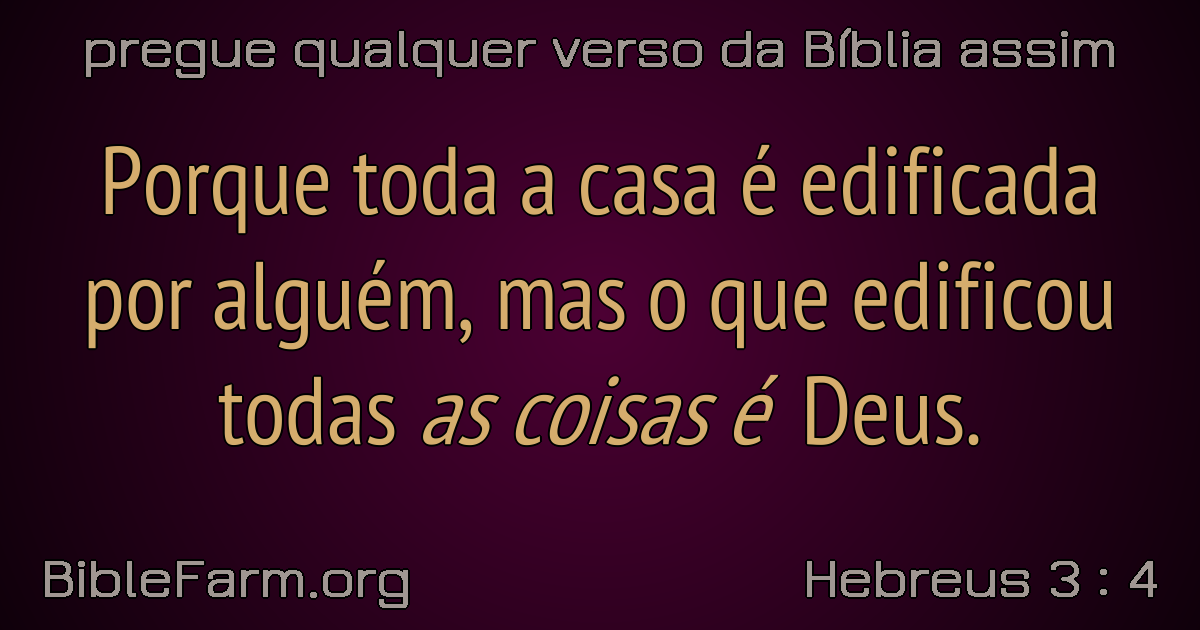 pregue qualquer verso da Bíblia assim
Porque toda a casa é edificada
por alguém, mas o que edificou
todas as coisas é Deus.
BibleFarm.org
Hebreus 3 : 4